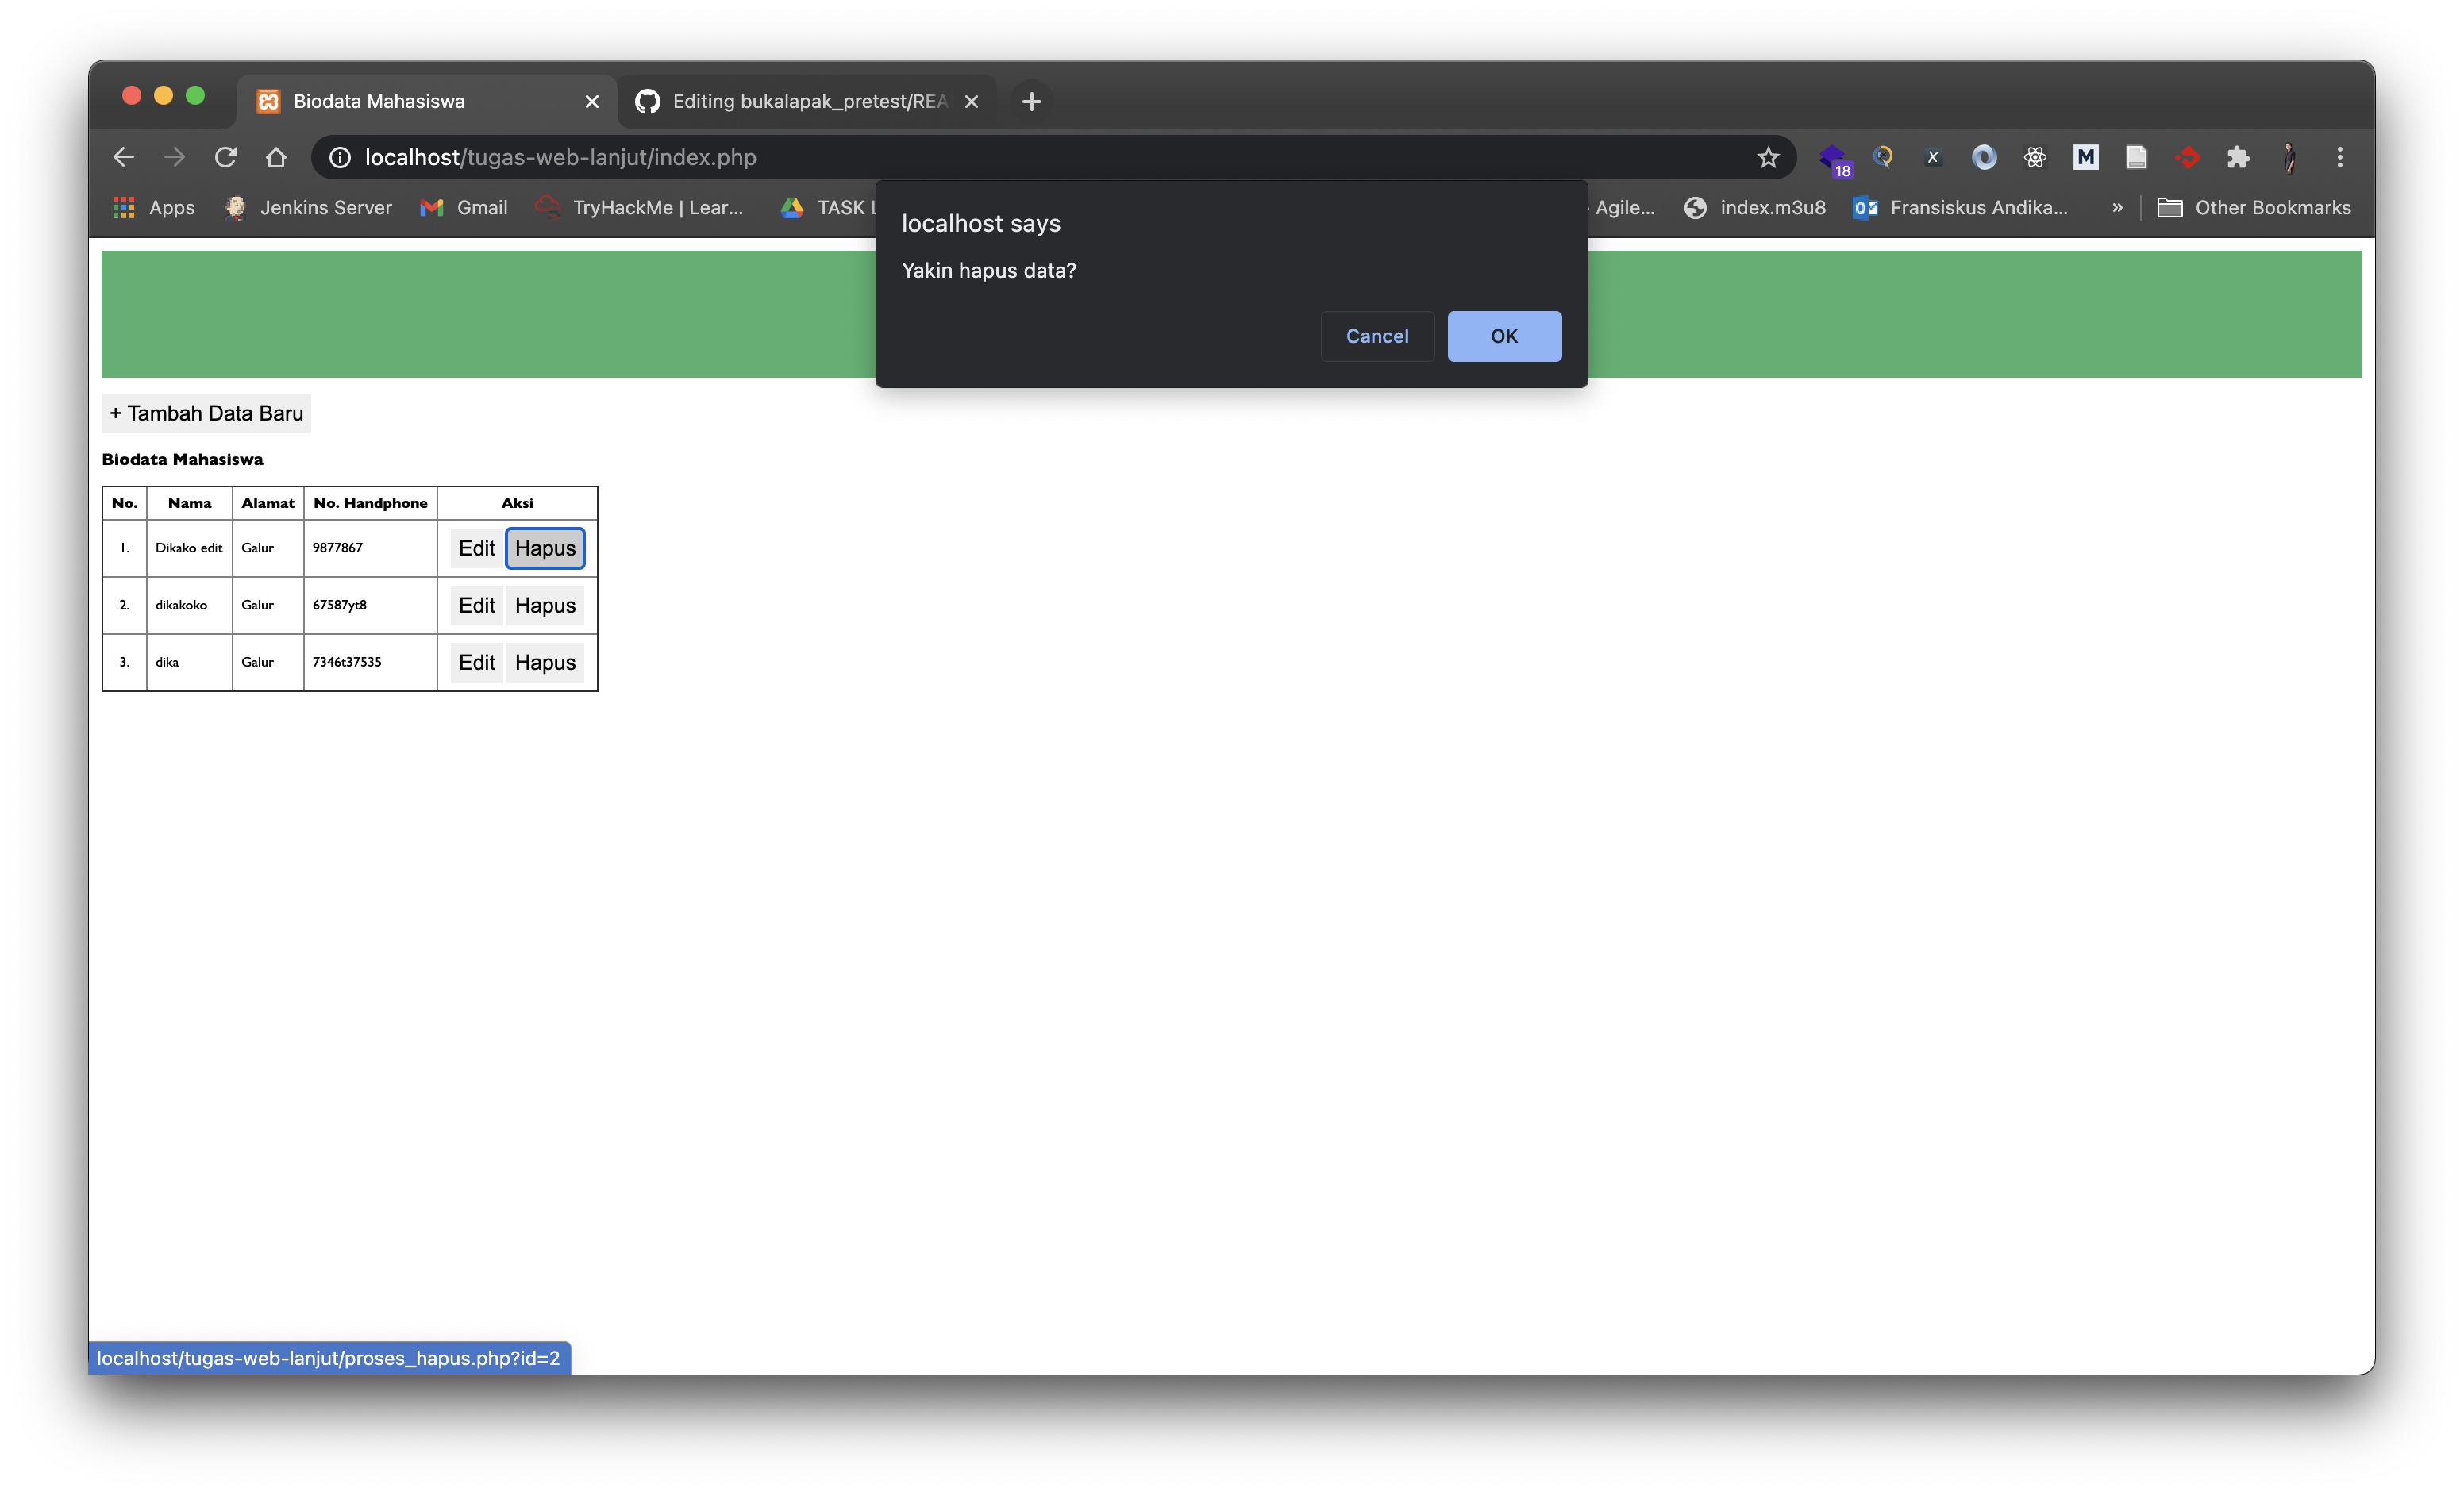 Biodata Mahasiswa
Editing bukalapak_pretest/REA
localhost/tugas-web-lanjut/index.php
18
X
M
Apps
Jenkins Server
Gmail
TryHackMe | Lear...
TASK L
Agile...
index.m3u8
Fransiskus Andika...
»
Other Bookmarks
localhost says
Yakin hapus data?
Cancel
OK
+ Tambah Data Baru
Biodata Mahasiswa
No. Nama Alamat No. Handphone Aksi
1. Dikako edit Galur 9877867 Edit Hapus
2. dikakoko Galur 67587yt8 Edit Hapus
3. dika Galur 7346t37535 Edit Hapus
localhost/tugas-web-lanjut/proses_hapus.php?id=2